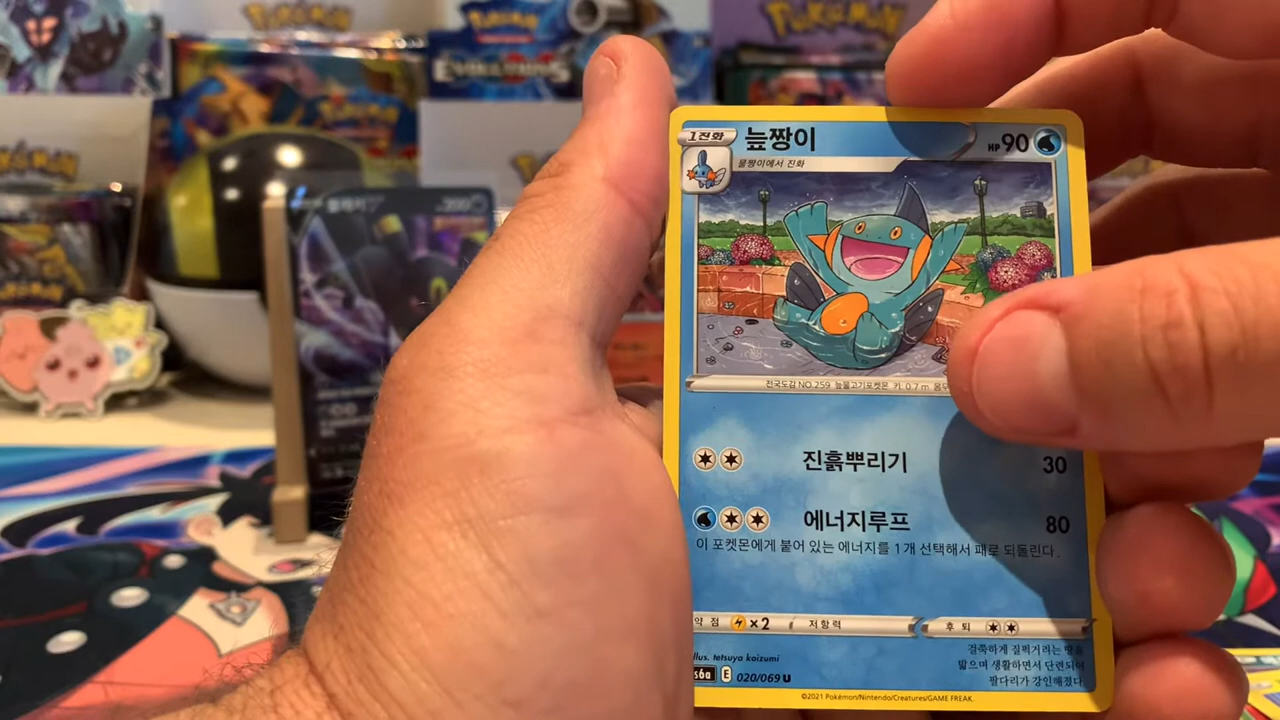 Pokémon
POKÉMON
EVOLUTIONS
Pokémon
200
1진화
늪짱이
HP 90
물짱이에서 진화
전국도감 NO.259 늪물고기포켓몬 키 0.7 m
진흙뿌리기
30
에너지루프
80
이 포켓몬에게 붙어 있는 에너지를 1개 선택해서 패로 되돌린다.
약점
×2
저항력
후퇴
걸쭉하게 질퍽거리는 땅을
밟으며 생활하면서 단련되어
팔다리가 강인해졌다.
illus. tetsuya koizumi
s6a
E
020/069 U
©2021 Pokémon/Nintendo/Creatures/GAME FREAK.